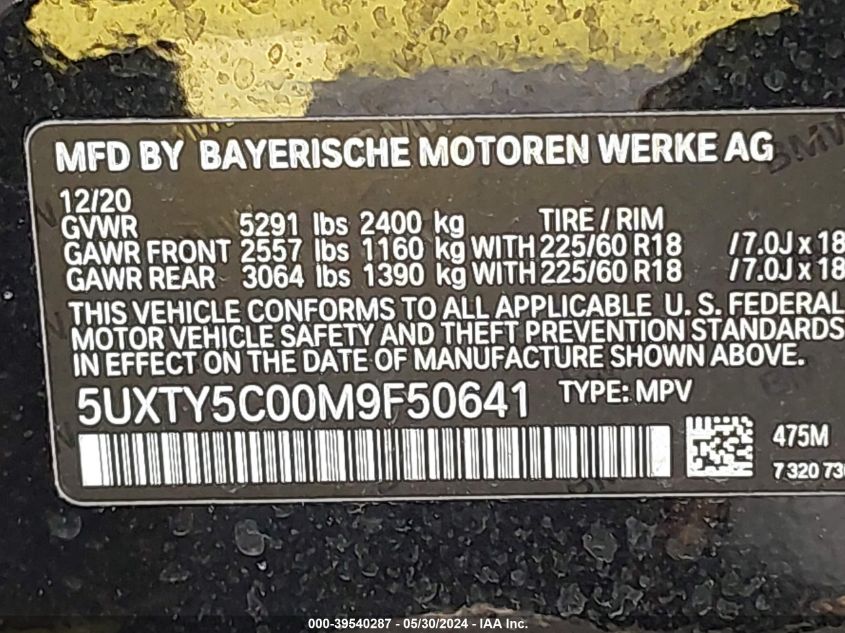 MFD BY BAYERISCHE MOTOREN WERKE AG
12/20
GVWR 5291 lbs 2400 kg TIRE / RIM
GAWR FRONT 2557 lbs 1160 kg WITH 225/60 R18 /7.0J x 18
GAWR REAR 3064 lbs 1390 kg WITH 225/60 R18 /7.0J x 18
THIS VEHICLE CONFORMS TO ALL APPLICABLE U. S. FEDERAL
MOTOR VEHICLE SAFETY AND THEFT PREVENTION STANDARDS
IN EFFECT ON THE DATE OF MANUFACTURE SHOWN ABOVE.
5UXTY5C00M9F50641 TYPE: MPV
475M
7 320
000-39540287 - 05/30/2024 - IAA Inc.